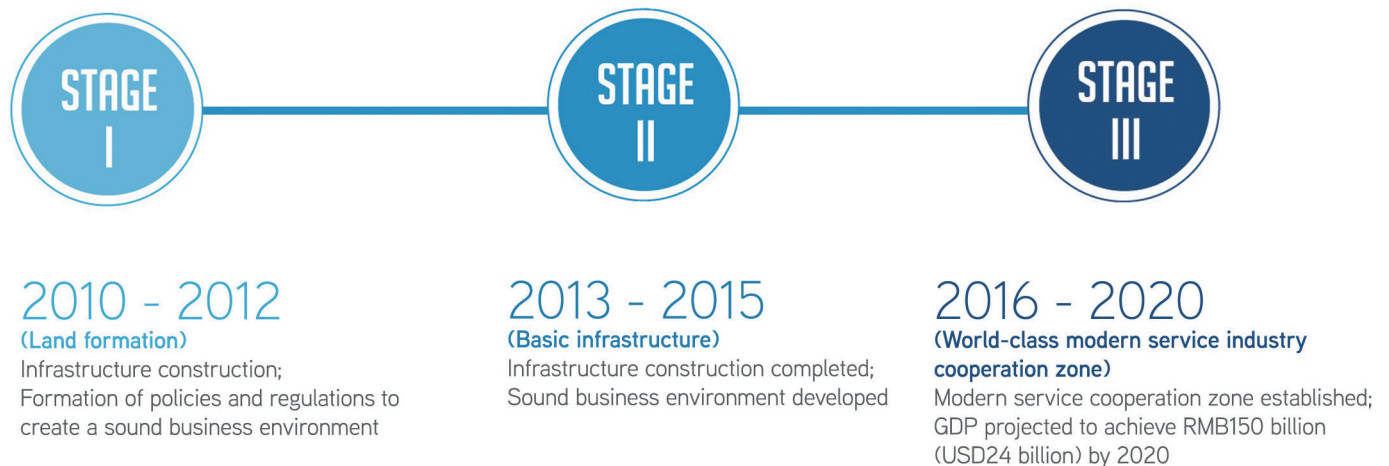 STAGE
I
STAGE
II
STAGE
III
2010 - 2012
(Land formation)
Infrastructure construction;
Formation of policies and regulations to
create a sound business environment
2013 - 2015
(Basic infrastructure)
Infrastructure construction completed;
Sound business environment developed
2016 - 2020
(World-class modern service industry
cooperation zone)
Modern service cooperation zone established;
GDP projected to achieve RMB150 billion
(USD24 billion) by 2020